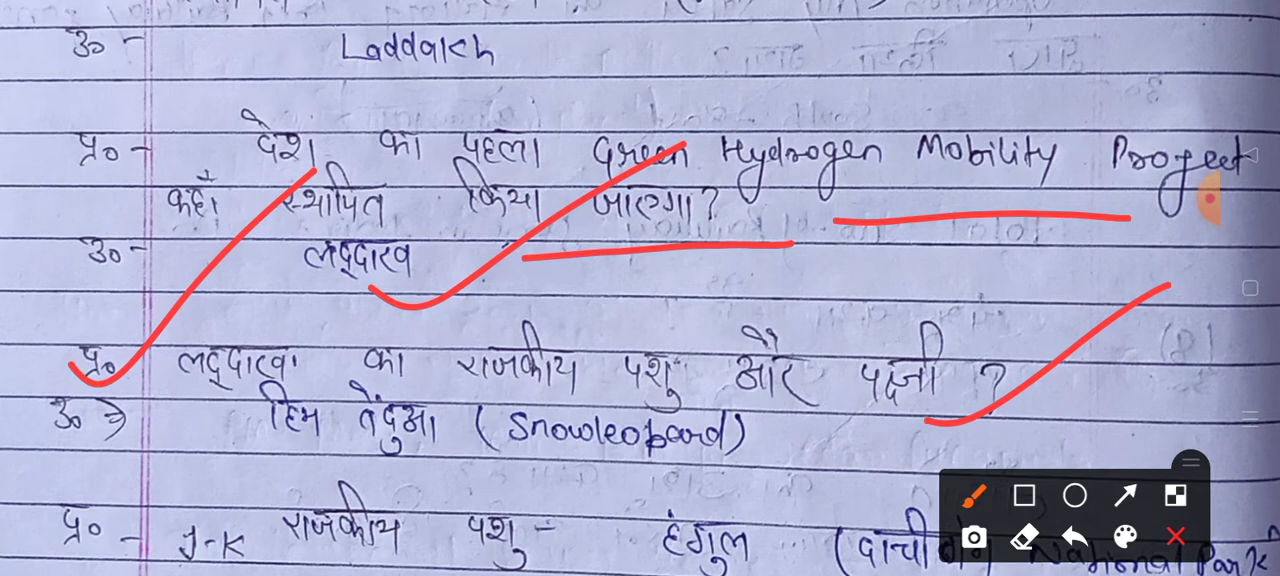 उ० - Laddakh
प्र० - देश का पहला Green Hydrogen Mobility Project
कहाँ स्थापित किया जाएगा?
उ० - लद्दाख
प्र० लद्दाख का राजकीय पशु और पक्षी ?
उ० → हिम तेंदुआ (Snowleopard)
प्र० - J-K राजकीय पशु - हंगुल (दाची National Park